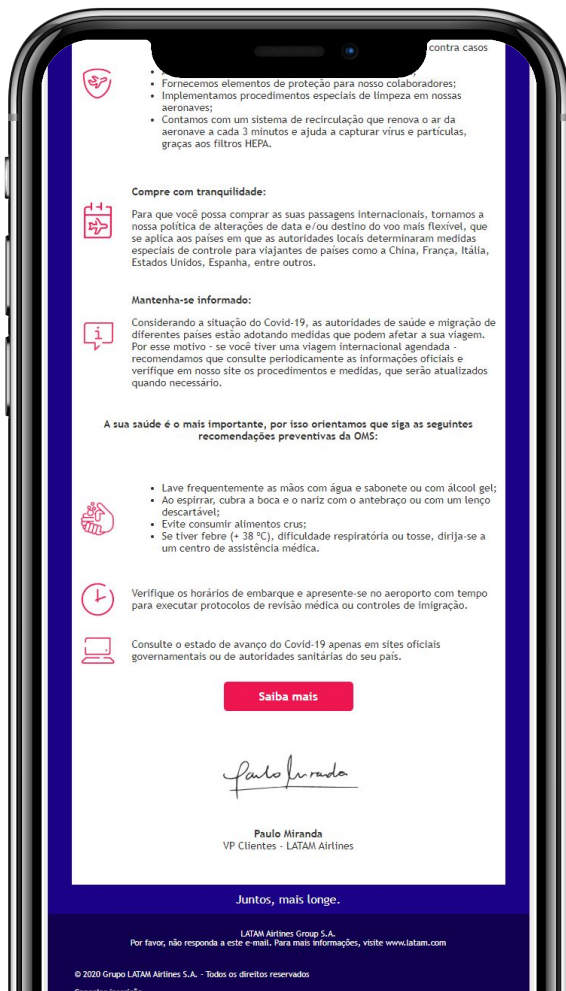 contra casos
• Fornecemos elementos de proteção para nosso colaboradores;
• Implementamos procedimentos especiais de limpeza em nossas
aeronaves;
• Contamos com um sistema de recirculação que renova o ar da
aeronave a cada 3 minutos e ajuda a capturar vírus e partículas,
graças aos filtros HEPA.
Compre com tranquilidade:
Para que você possa comprar as suas passagens internacionais, tornamos a
nossa política de alterações de data e/ou destino do voo mais flexível, que
se aplica aos países em que as autoridades locais determinaram medidas
especiais de controle para viajantes de países como a China, França, Itália,
Estados Unidos, Espanha, entre outros.
Mantenha-se informado:
Considerando a situação do Covid-19, as autoridades de saúde e migração de
diferentes países estão adotando medidas que podem afetar a sua viagem.
Por esse motivo - se você tiver uma viagem internacional agendada -
recomendamos que consulte periodicamente as informações oficiais e
verifique em nosso site os procedimentos e medidas, que serão atualizados
quando necessário.
A sua saúde é o mais importante, por isso orientamos que siga as seguintes
recomendações preventivas da OMS:
• Lave frequentemente as mãos com água e sabonete ou com álcool gel;
• Ao espirrar, cubra a boca e o nariz com o antebraço ou com um lenço
descartável;
• Evite consumir alimentos crus;
• Se tiver febre (+ 38 ºC), dificuldade respiratória ou tosse, dirija-se a
um centro de assistência médica.
Verifique os horários de embarque e apresente-se no aeroporto com tempo
para executar protocolos de revisão médica ou controles de imigração.
Consulte o estado de avanço do Covid-19 apenas em sites oficiais
governamentais ou de autoridades sanitárias do seu país.
Saiba mais
Paulo Miranda
Paulo Miranda
VP Clientes - LATAM Airlines
Juntos, mais longe.
LATAM Airlines Group S.A.
Por favor, não responda a este e-mail. Para mais informações, visite www.latam.com
© 2020 Grupo LATAM Airlines S.A. - Todos os direitos reservados